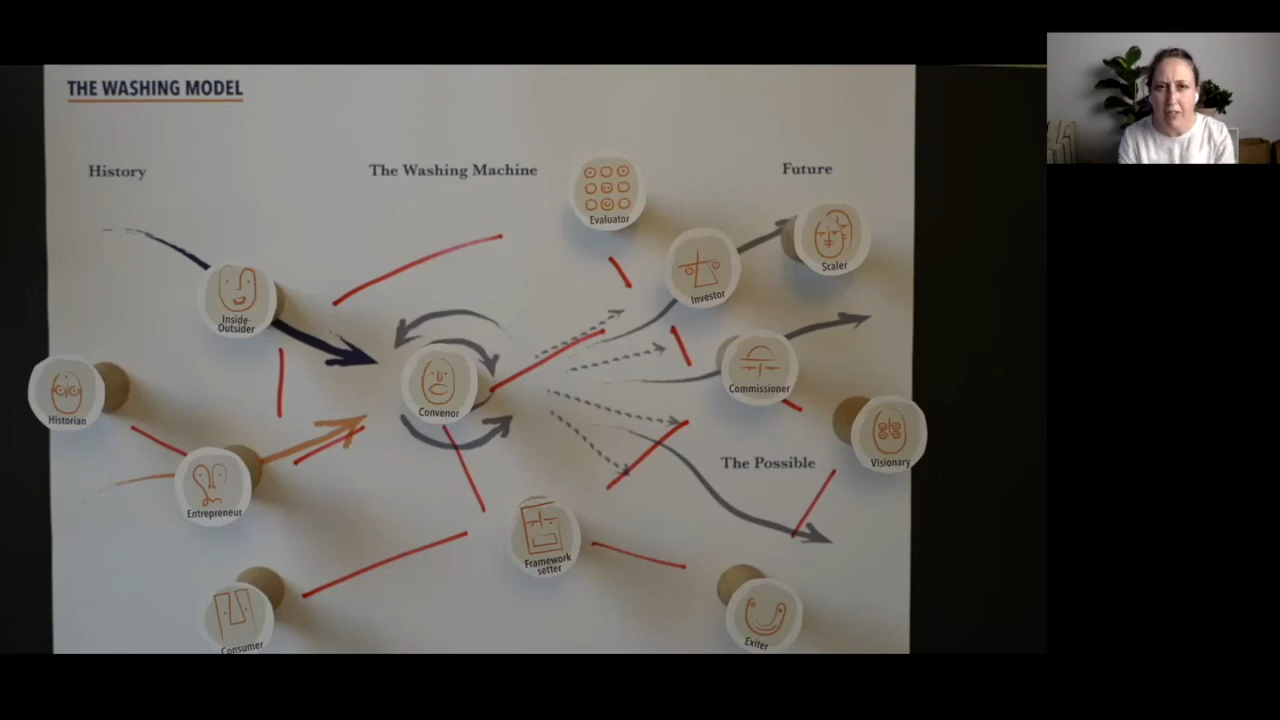 THE WASHING MODEL
History
The Washing Machine
Future
Evaluator
Scaler
Investor
Inside-
Outsider
Commissioner
Convenor
Historian
Visionary
The Possible
Entrepreneur
Framework
setter
Consumer
Exiter